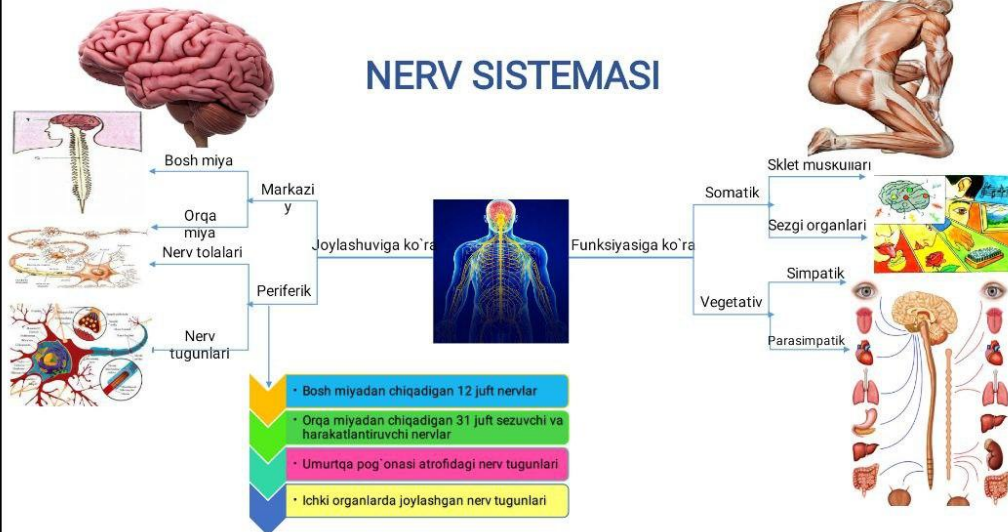 NERV SISTEMASI
Bosh miya
Markazi
y
Orqa
miya
Nerv tolalari
Joylashuviga ko`ra
Periferik
Nerv
tugunlari
Funksiyasiga ko`ra
Sklet muskullari
Somatik
Sezgi organlari
Simpatik
Vegetativ
Parasimpatik
• Bosh miyadan chiqadigan 12 juft nervlar
• Orqa miyadan chiqadigan 31 juft sezuvchi va
harakatlantiruvchi nervlar
• Umurtqa pog`onasi atrofidagi nerv tugunlari
• Ichki organlarda joylashgan nerv tugunlari